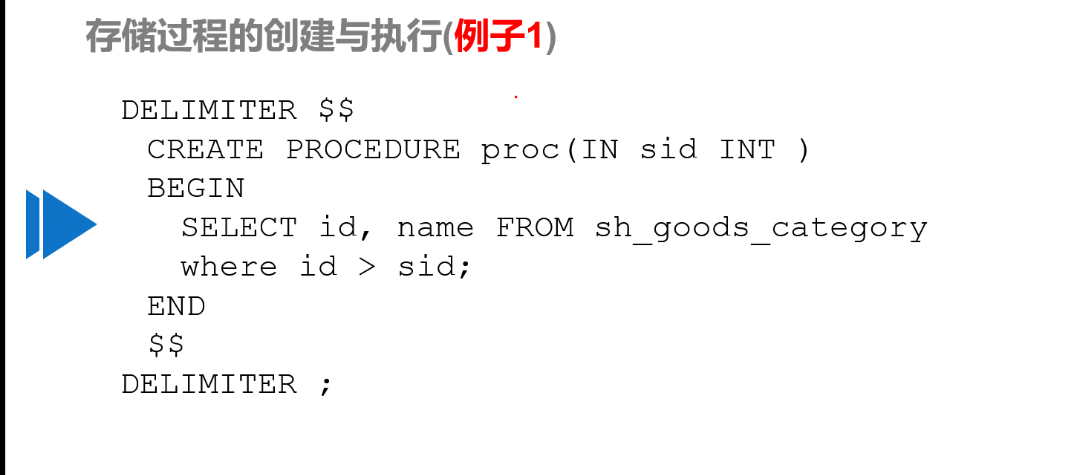 存储过程的创建与执行(例子1)
DELIMITER $$
CREATE PROCEDURE proc(IN sid INT )
BEGIN
SELECT id, name FROM sh_goods_category
where id > sid;
END
$$
DELIMITER ;